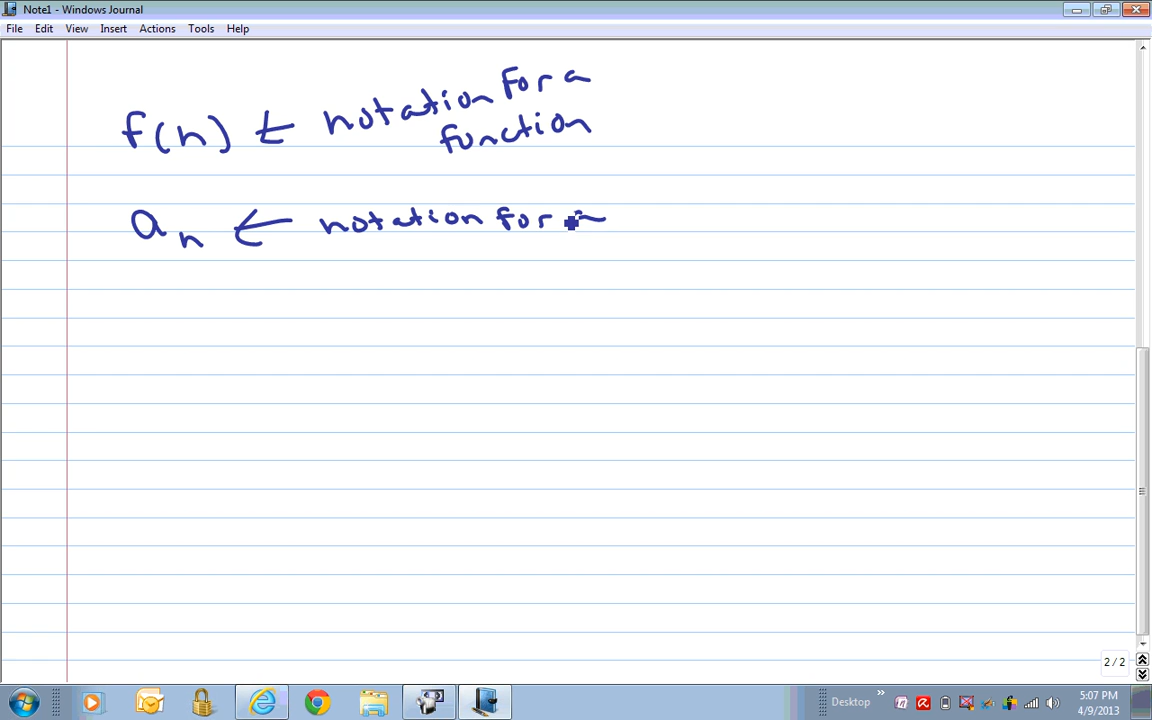 Note1 - Windows Journal
File Edit View Insert Actions Tools Help
f(n) ← notation for a
function
a_n ← notation for a
2 / 2
Desktop
5:07 PM
4/9/2013